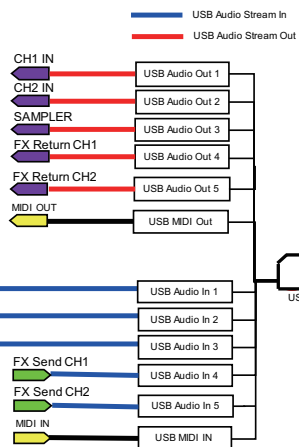 USB Audio Stream In
USB Audio Stream Out
CH1 IN
USB Audio Out 1
CH2 IN
USB Audio Out 2
SAMPLER
USB Audio Out 3
FX Return CH1
USB Audio Out 4
FX Return CH2
USB Audio Out 5
MIDI OUT
USB MIDI Out
USB Audio In 1
USB Audio In 2
USB Audio In 3
FX Send CH1
USB Audio In 4
FX Send CH2
USB Audio In 5
MIDI IN
USB MIDI IN